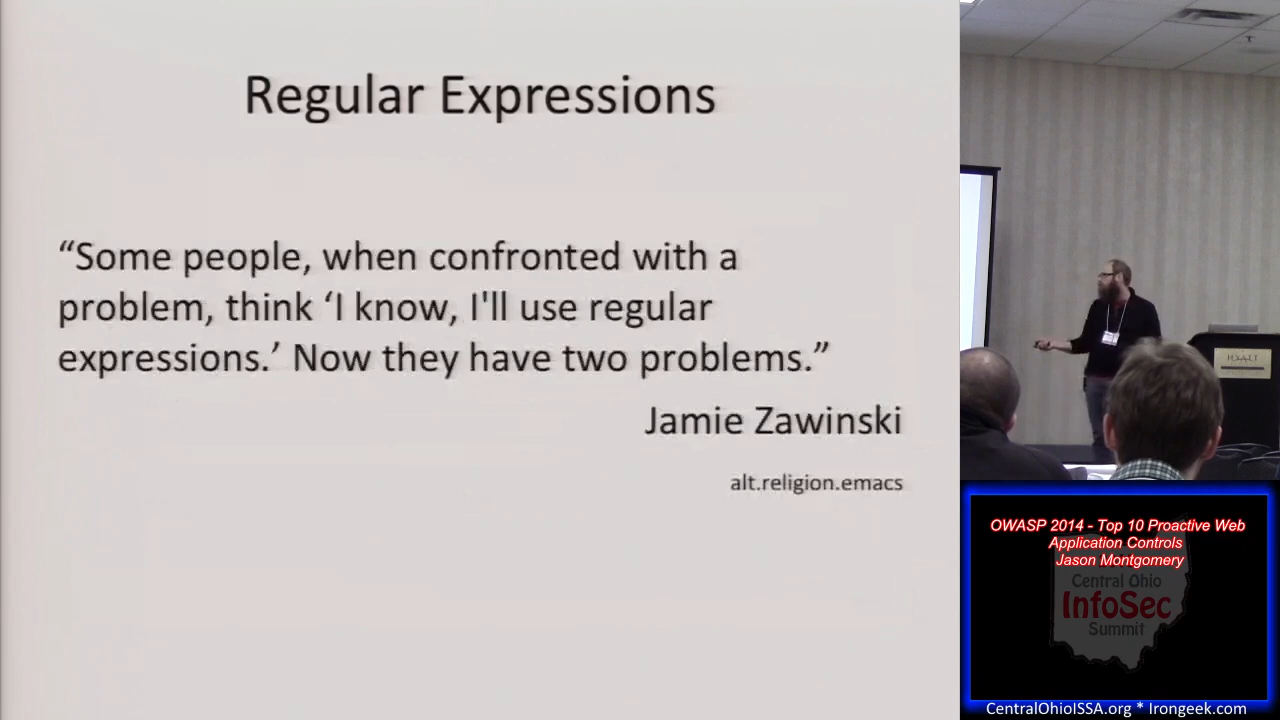 Regular Expressions
“Some people, when confronted with a
problem, think ‘I know, I'll use regular
expressions.’ Now they have two problems.”
Jamie Zawinski
alt.religion.emacs
HYATT
OWASP 2014 - Top 10 Proactive Web
Application Controls
Jason Montgomery
Central Ohio
InfoSec
Summit
CentralOhioISSA.org * Irongeek.com